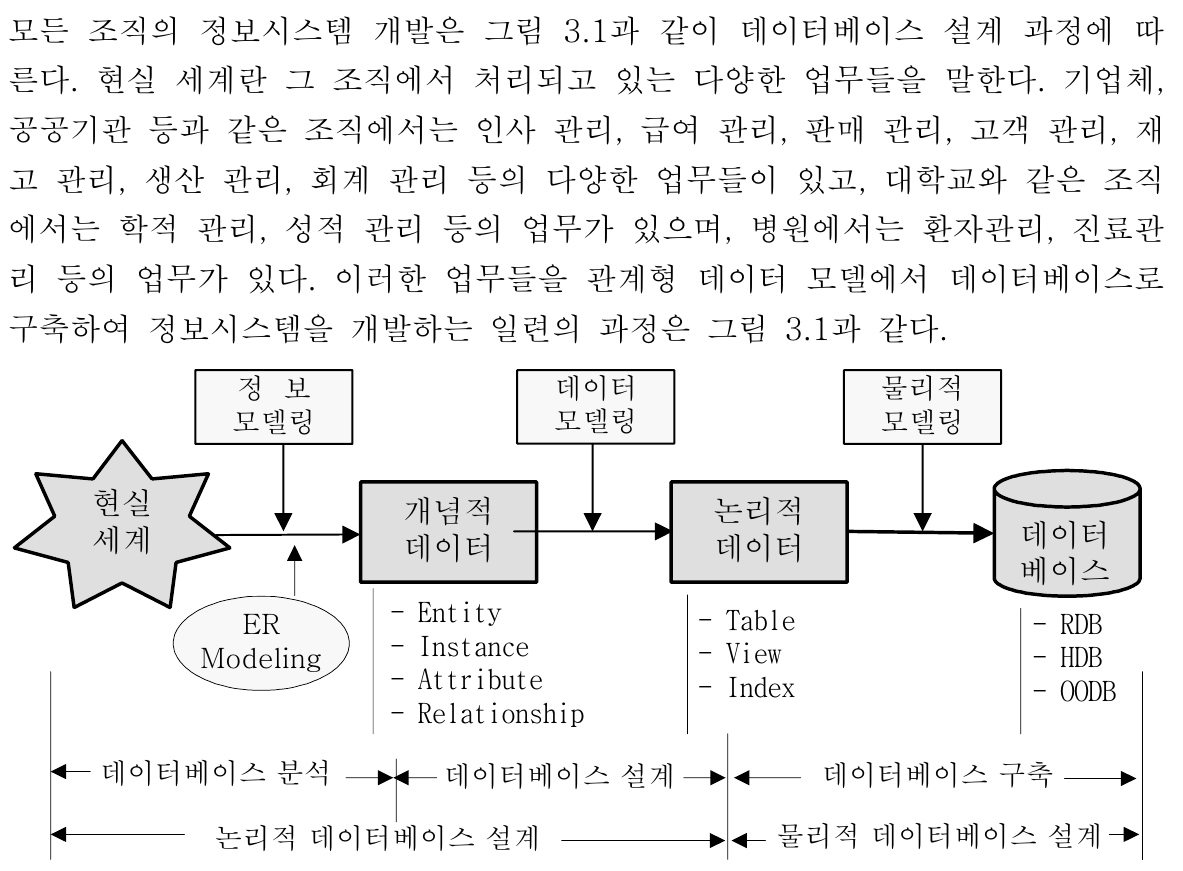 모든 조직의 정보시스템 개발은 그림 3.1과 같이 데이터베이스 설계 과정에 따
른다. 현실 세계란 그 조직에서 처리되고 있는 다양한 업무들을 말한다. 기업체,
공공기관 등과 같은 조직에서는 인사 관리, 급여 관리, 판매 관리, 고객 관리, 재
고 관리, 생산 관리, 회계 관리 등의 다양한 업무들이 있고, 대학교와 같은 조직
에서는 학적 관리, 성적 관리 등의 업무가 있으며, 병원에서는 환자관리, 진료관
리 등의 업무가 있다. 이러한 업무들을 관계형 데이터 모델에서 데이터베이스로
구축하여 정보시스템을 개발하는 일련의 과정은 그림 3.1과 같다.
정 보
모델링
데이터
모델링
물리적
모델링
현실
세계
개념적
데이터
논리적
데이터
데이터
베이스
ER
Modeling
- Entity
- Instance
- Attribute
- Relationship
- Table
- View
- Index
- RDB
- HDB
- OODB
데이터베이스 분석
데이터베이스 설계
데이터베이스 구축
논리적 데이터베이스 설계
물리적 데이터베이스 설계